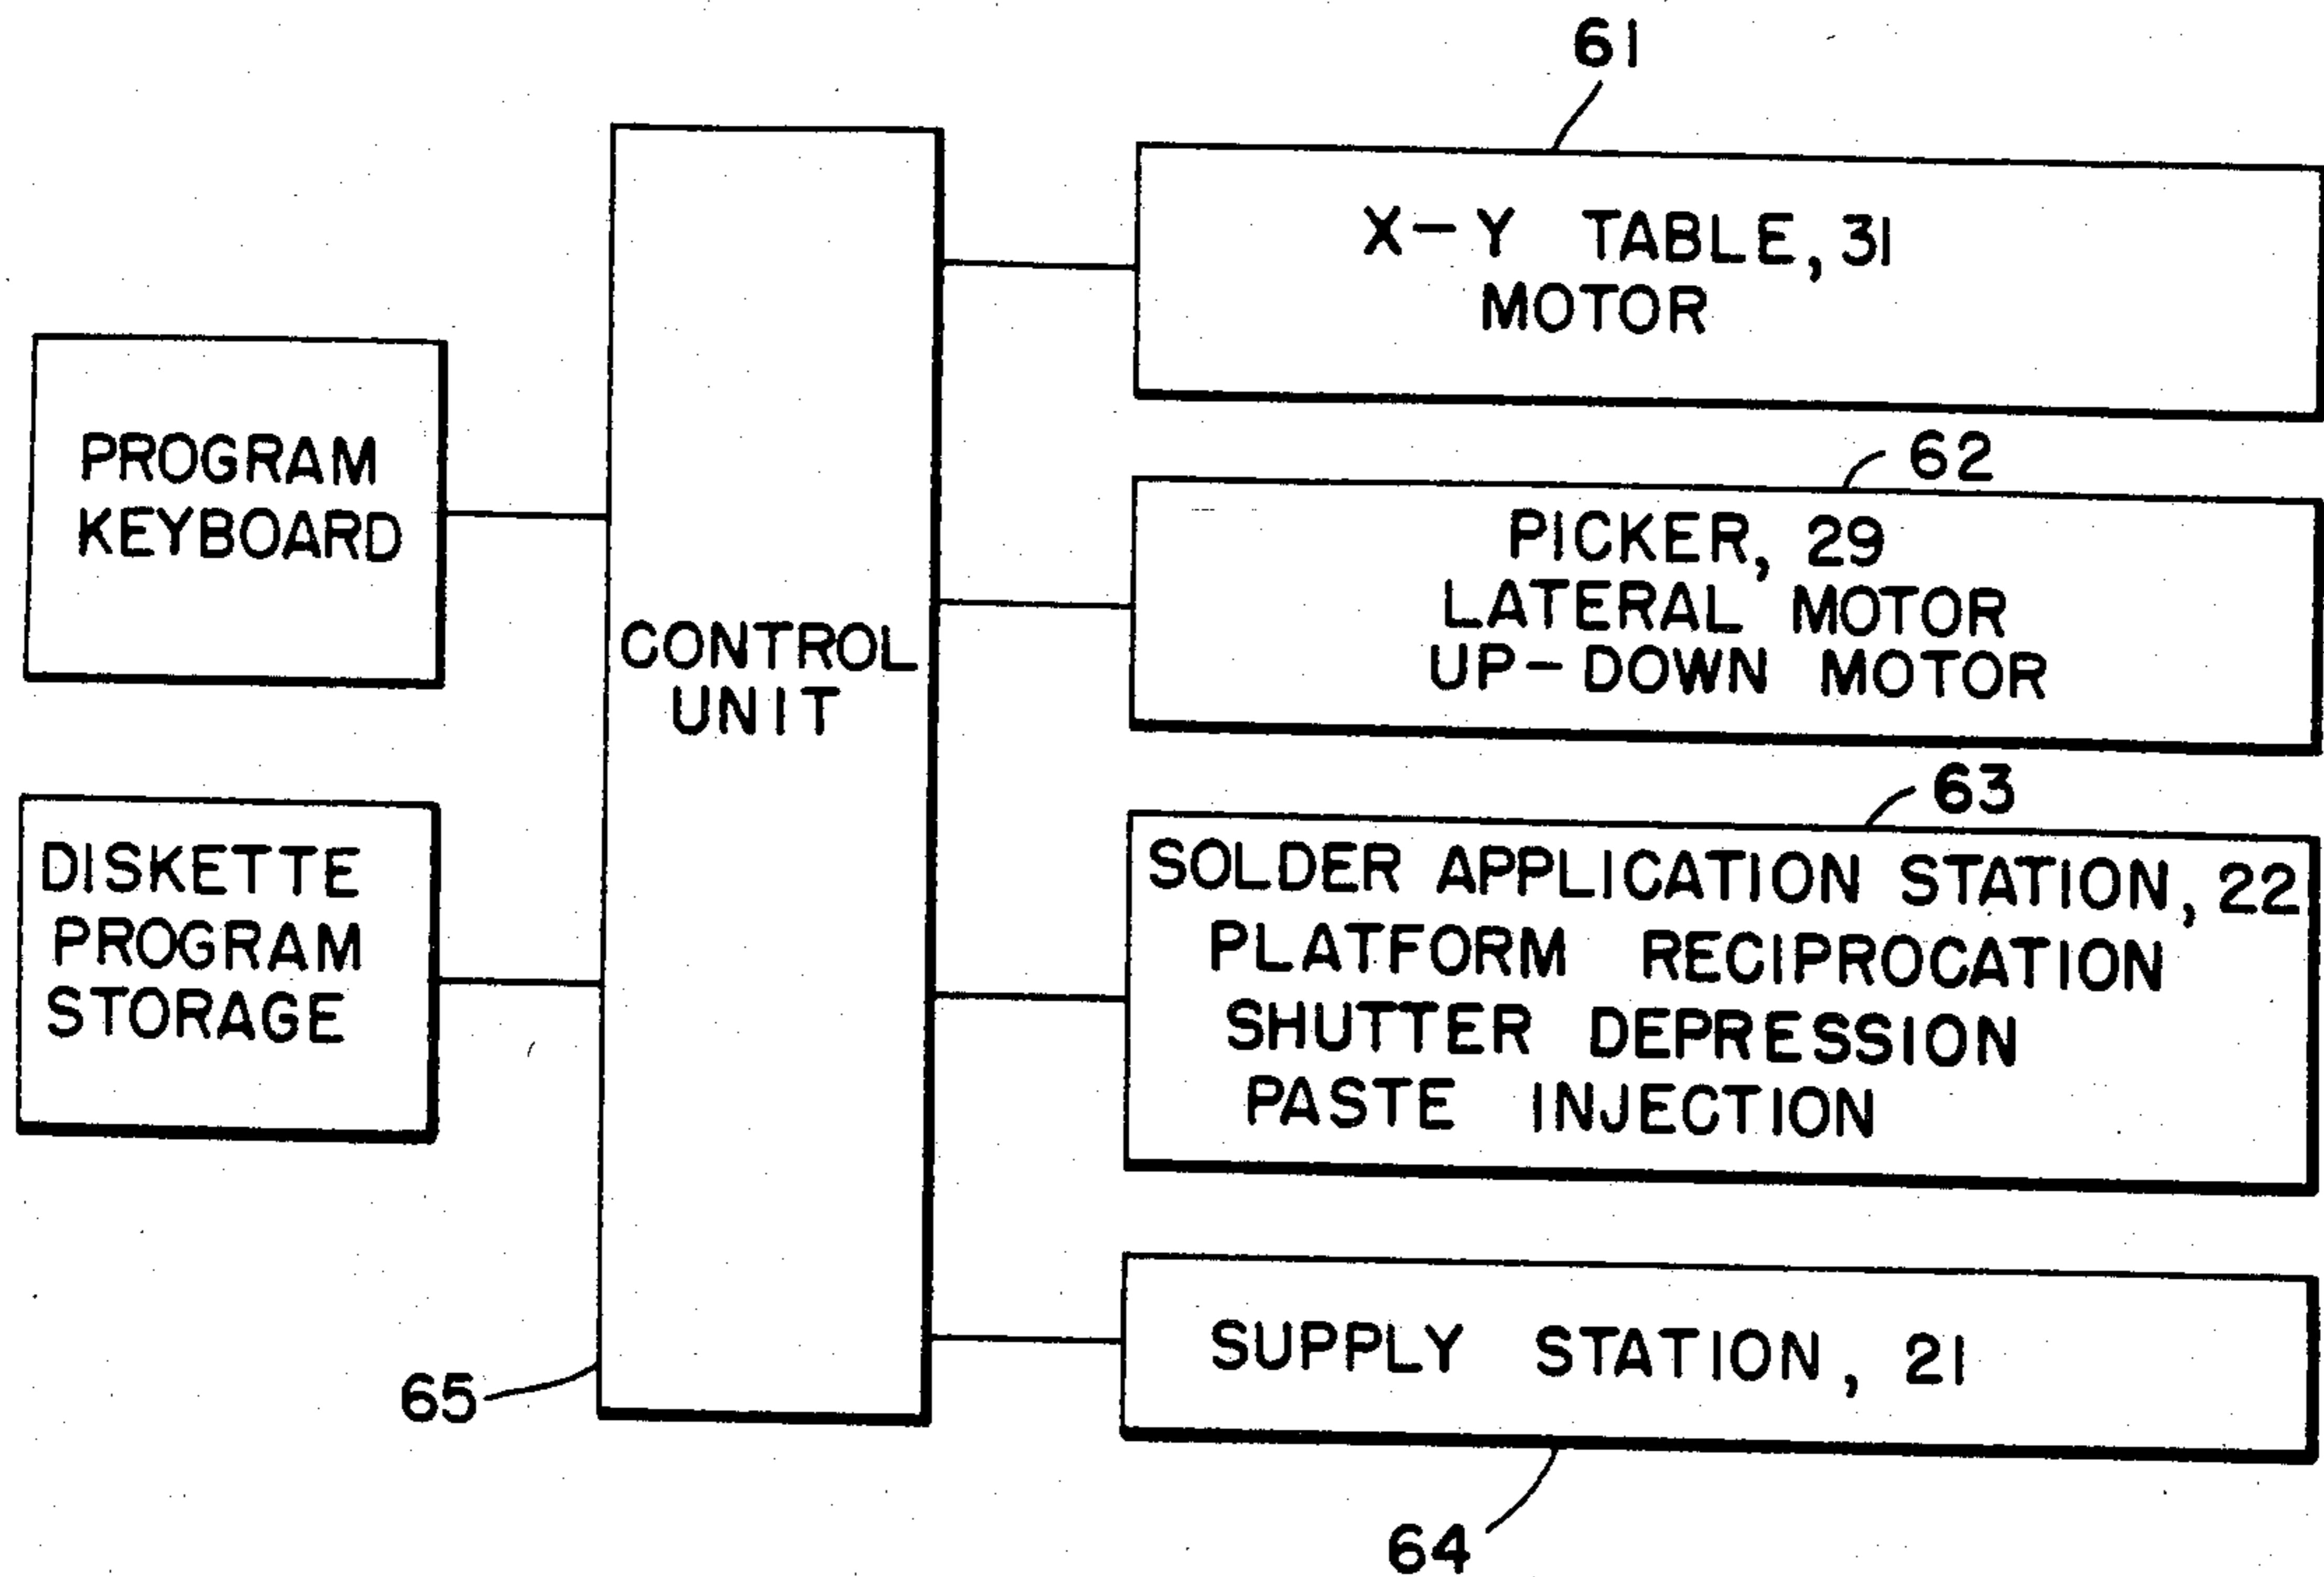 61
X-Y TABLE, 31
MOTOR
62
PICKER, 29
LATERAL MOTOR
UP-DOWN MOTOR
63
SOLDER APPLICATION STATION, 22
PLATFORM RECIPROCATION
SHUTTER DEPRESSION
PASTE INJECTION
SUPPLY STATION, 21
64
PROGRAM
KEYBOARD
DISKETTE
PROGRAM
STORAGE
CONTROL
UNIT
65